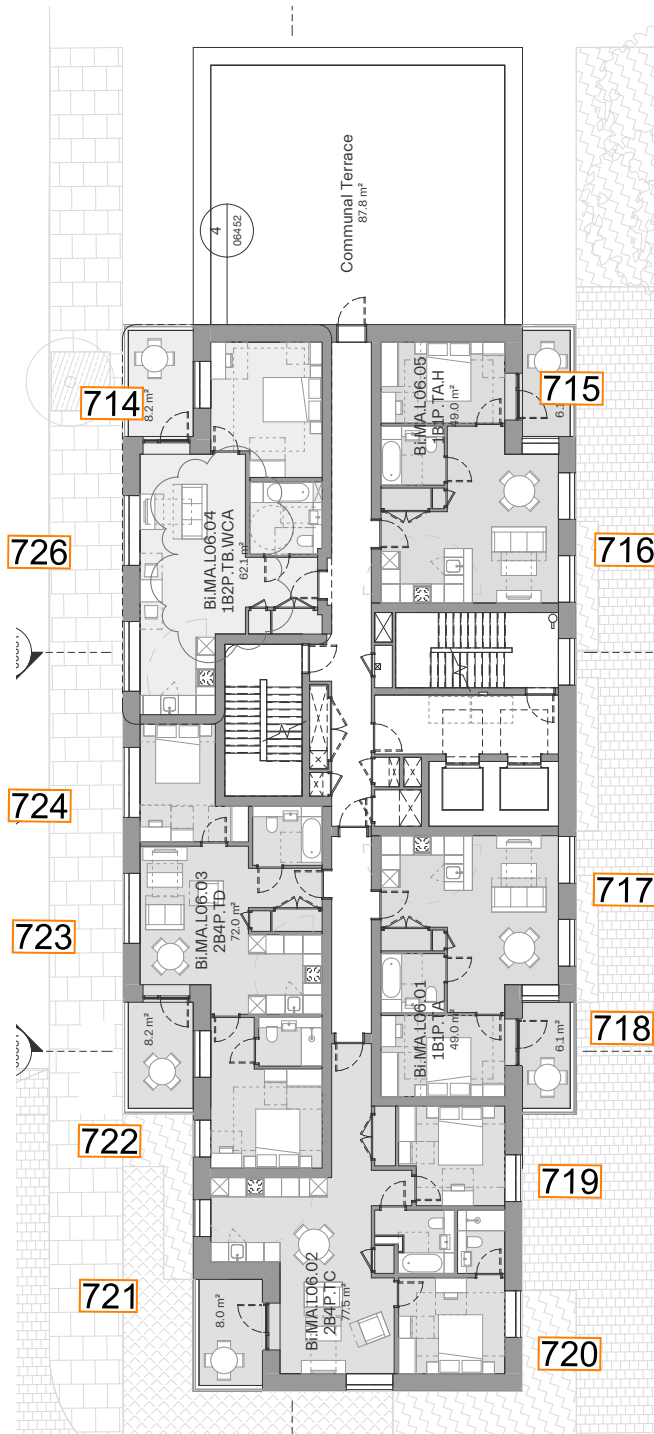 Communal Terrace
87.8 m²
4
06452
714
8.2 m²
Bi.MA.L06.05
1B1P.TA.H
49.0 m²
715
726
Bi.MA.L06.04
1B2P.TB.WCA
62.1 m²
716
724
723
Bi.MA.L06.03
2B4P.TD
72.0 m²
717
8.2 m²
Bi.MA.L06.01
1B1P.TA
49.0 m²
6.1 m²
718
722
719
721
8.0 m²
Bi.MA.L06.02
2B4P.TC
77.5 m²
720